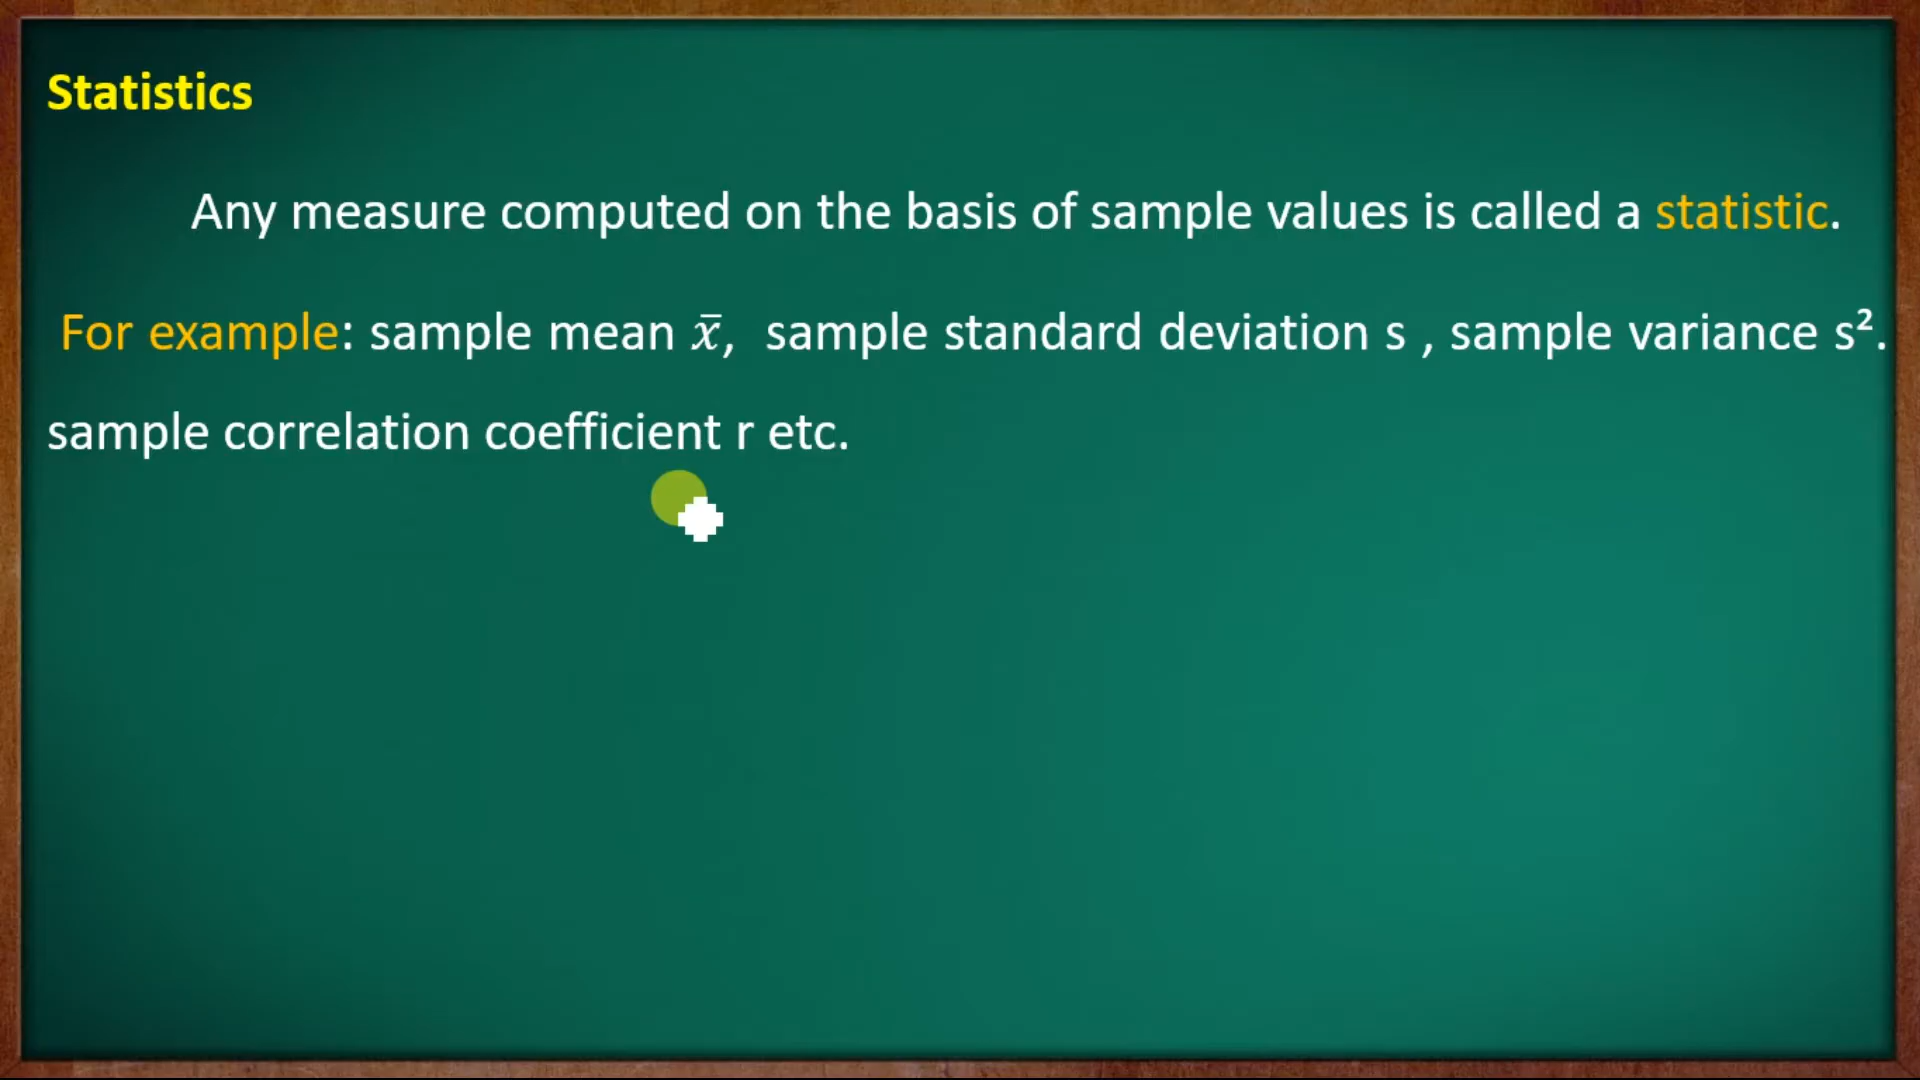 Statistics
Any measure computed on the basis of sample values is called a statistic.
For example: sample mean x̄, sample standard deviation s , sample variance s².
sample correlation coefficient r etc.